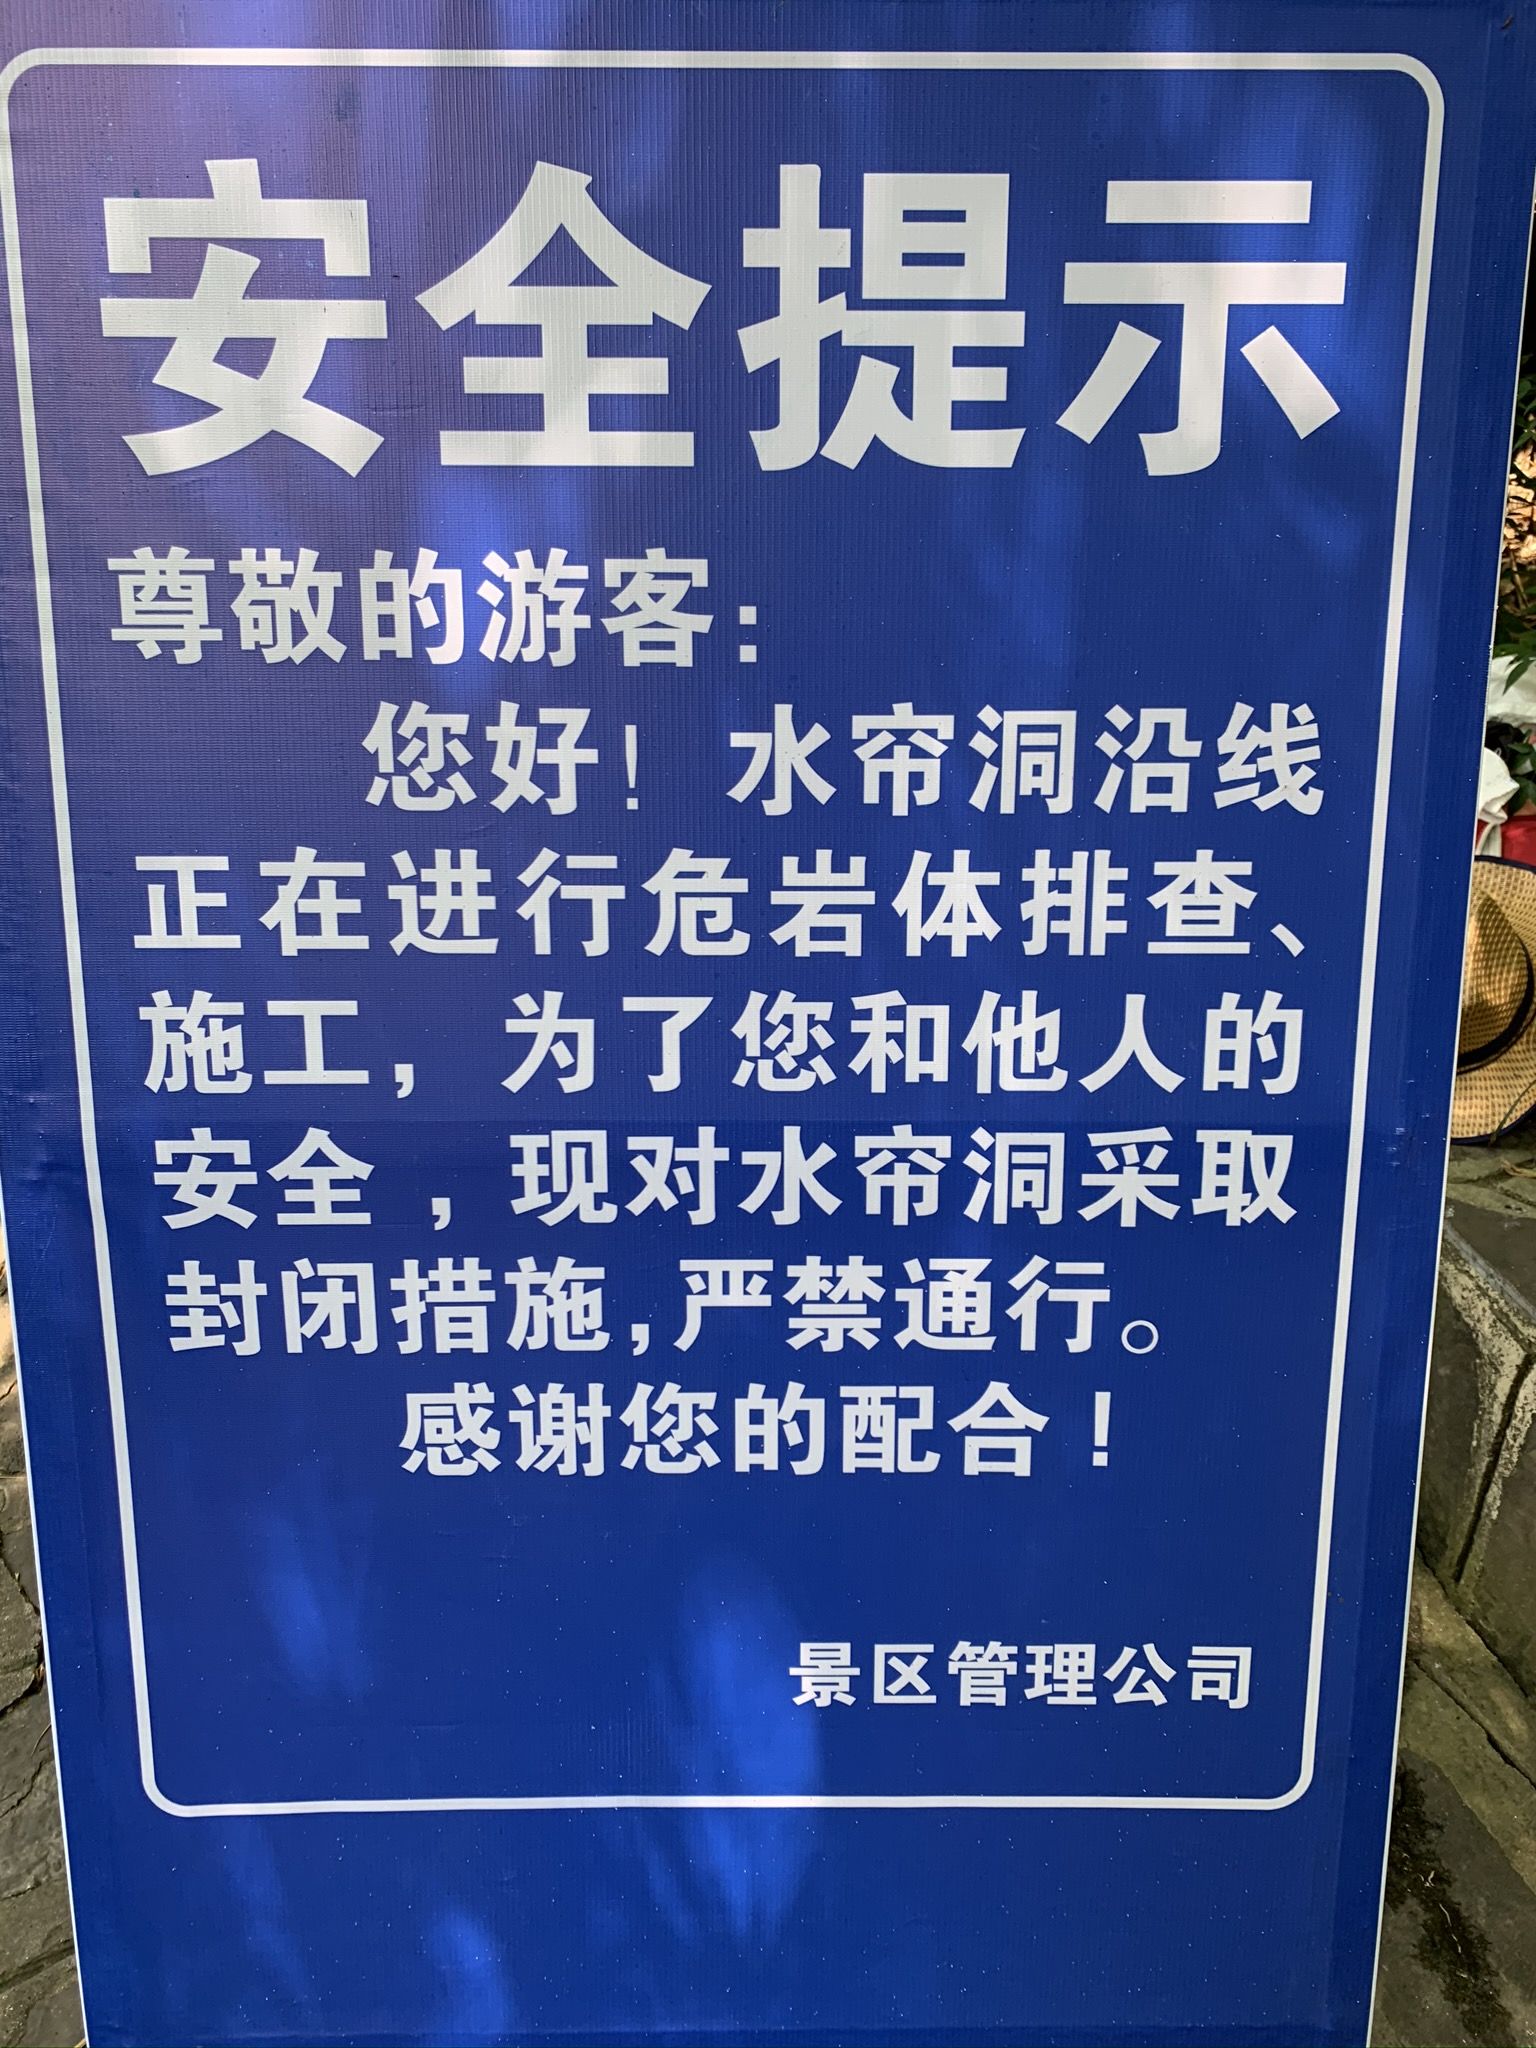 安全提示
尊敬的游客：
您好！水帘洞沿线
正在进行危岩体排查、
施工，为了您和他人的
安全，现对水帘洞采取
封闭措施,严禁通行。
感谢您的配合！
景区管理公司